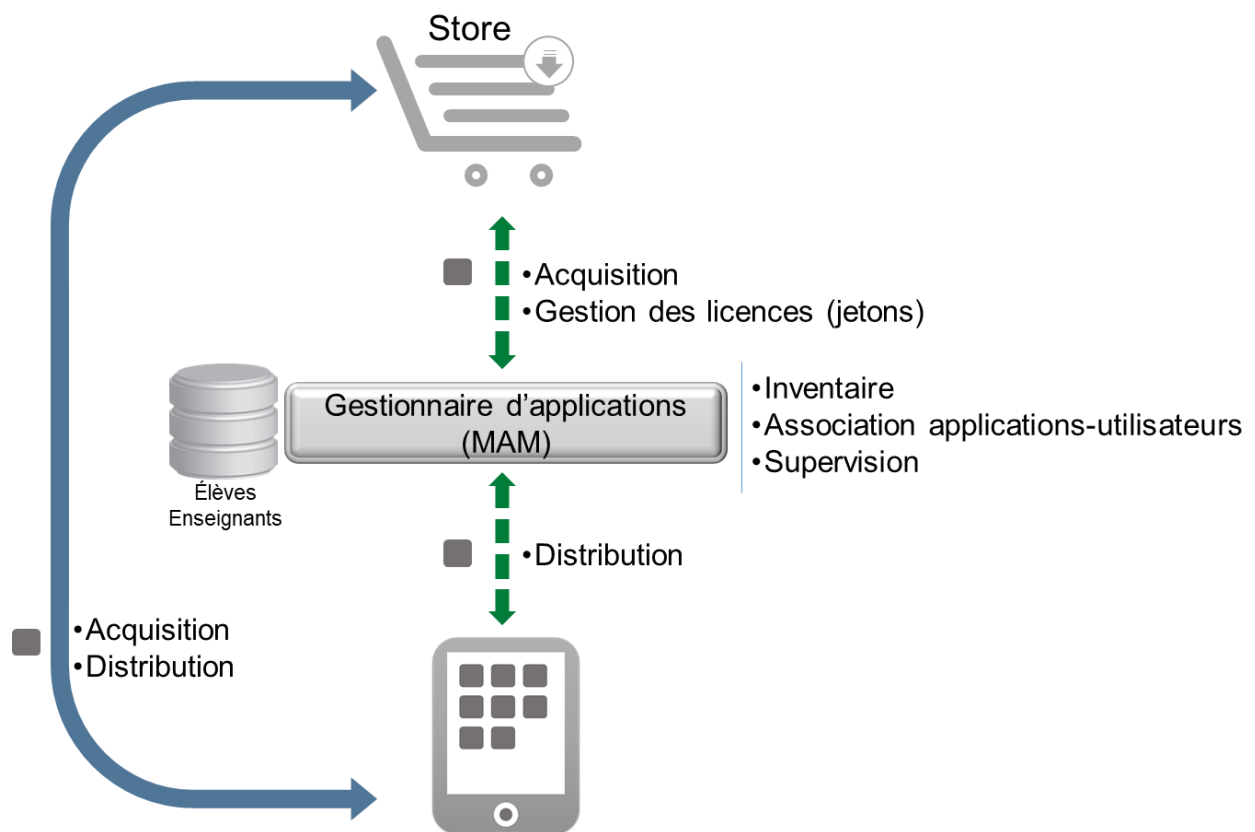 Store
•Acquisition
•Gestion des licences (jetons)
Gestionnaire d’applications
(MAM)
•Inventaire
•Association applications-utilisateurs
•Supervision
Élèves
Enseignants
•Distribution
•Acquisition
•Distribution